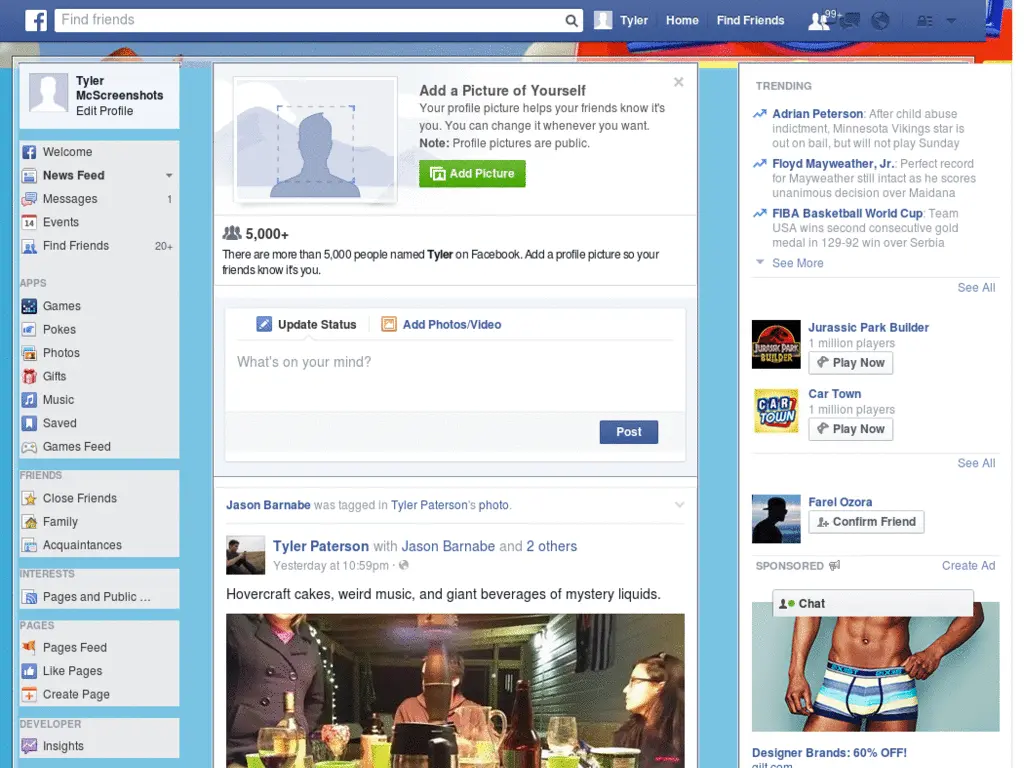 f
Find friends
Tyler
Home
Find Friends
99+
Tyler
McScreenshots
Edit Profile
Welcome
News Feed
Messages 1
14 Events
Find Friends 20+
APPS
Games
Pokes
Photos
Gifts
Music
Saved
Games Feed
FRIENDS
Close Friends
Family
Acquaintances
INTERESTS
Pages and Public ...
PAGES
Pages Feed
Like Pages
Create Page
DEVELOPER
Insights
Add a Picture of Yourself
Your profile picture helps your friends know it's
you. You can change it whenever you want.
Note: Profile pictures are public.
Add Picture
5,000+
There are more than 5,000 people named Tyler on Facebook. Add a profile picture so your
friends know it's you.
Update Status
Add Photos/Video
What's on your mind?
Post
Jason Barnabe was tagged in Tyler Paterson's photo.
Tyler Paterson with Jason Barnabe and 2 others
Yesterday at 10:59pm ·
Hovercraft cakes, weird music, and giant beverages of mystery liquids.
TRENDING
Adrian Peterson: After child abuse
indictment, Minnesota Vikings star is
out on bail, but will not play Sunday
Floyd Mayweather, Jr.: Perfect record
for Mayweather still intact as he scores
unanimous decision over Maidana
FIBA Basketball World Cup: Team
USA wins second consecutive gold
medal in 129-92 win over Serbia
See More
See All
JURASSIC PARK
BUILDER
Jurassic Park Builder
1 million players
Play Now
CAR
TOWN
Car Town
1 million players
Play Now
See All
Farel Ozora
Confirm Friend
SPONSORED
Create Ad
Chat
Designer Brands: 60% OFF!
gilt.com